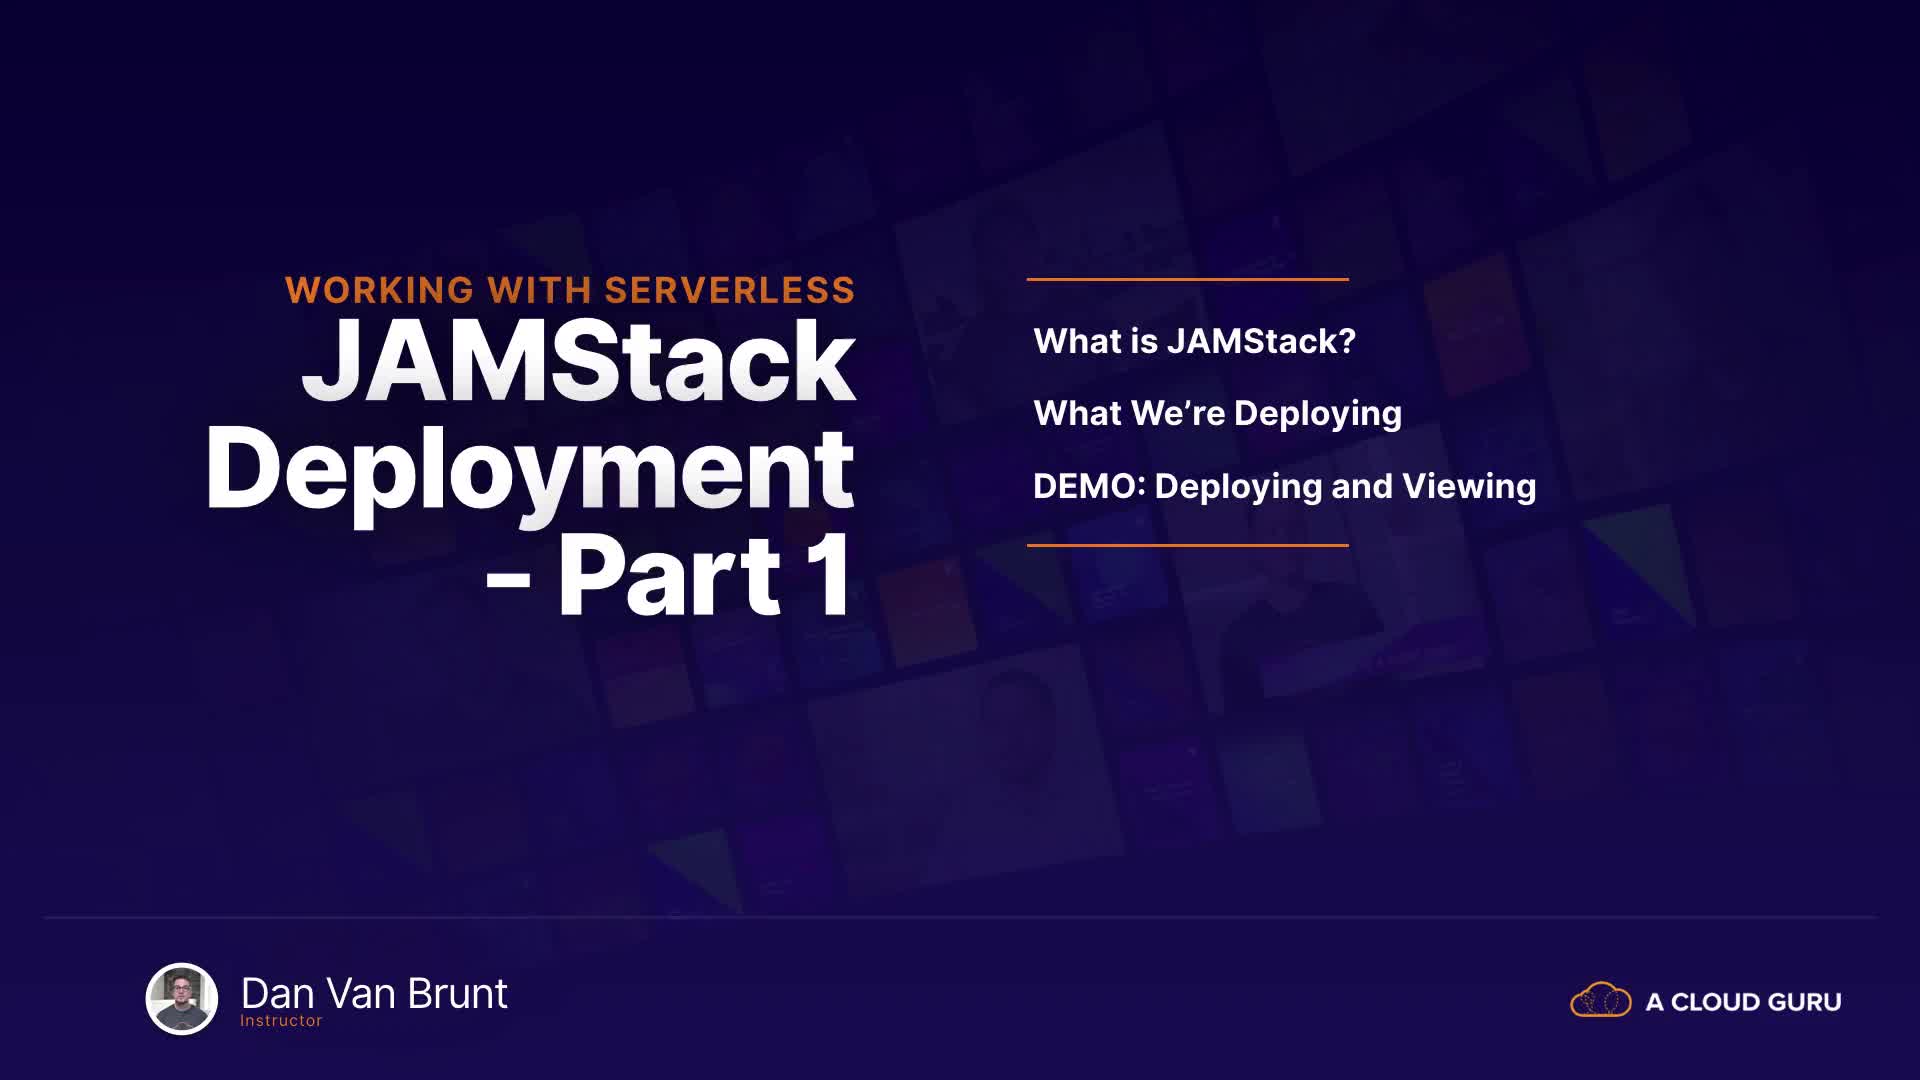 WORKING WITH SERVERLESS
JAMStack
Deployment
- Part 1
What is JAMStack?
What We’re Deploying
DEMO: Deploying and Viewing
Dan Van Brunt
Instructor
A CLOUD GURU